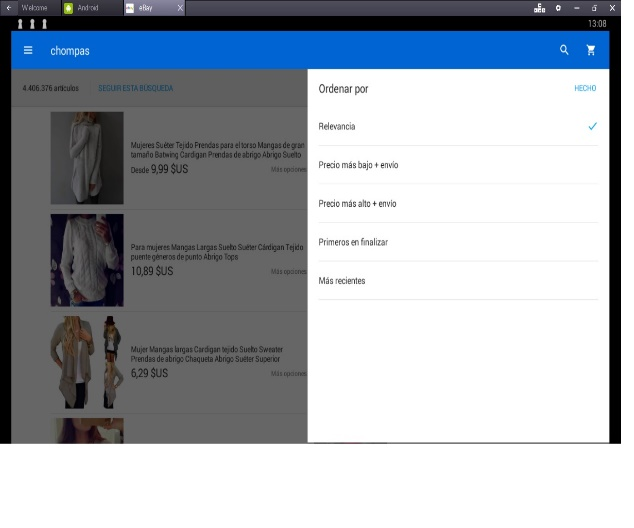 Welcome
Android
eBay
13:08
chompas
4.406.376 artículos
SEGUIR ESTA BÚSQUEDA
Ordenar por
HECHO
Relevancia
Precio más bajo + envío
Precio más alto + envío
Primeros en finalizar
Más recientes
Mujeres Suéter Tejido Prendas para el torso Mangas de gran
tamaño Batwing Cardigan Prendas de abrigo Abrigo Suelto
Desde 9,99 $US
Más opciones
Para mujeres Mangas Largas Suelto Suéter Cárdigan Tejido
puente géneros de punto Abrigo Tops
10,89 $US
Más opciones
Mujer Mangas largas Cardigan tejido Suelto Sweater
Prendas de abrigo Chaqueta Abrigo Suéter Superior
6,29 $US
Más opciones